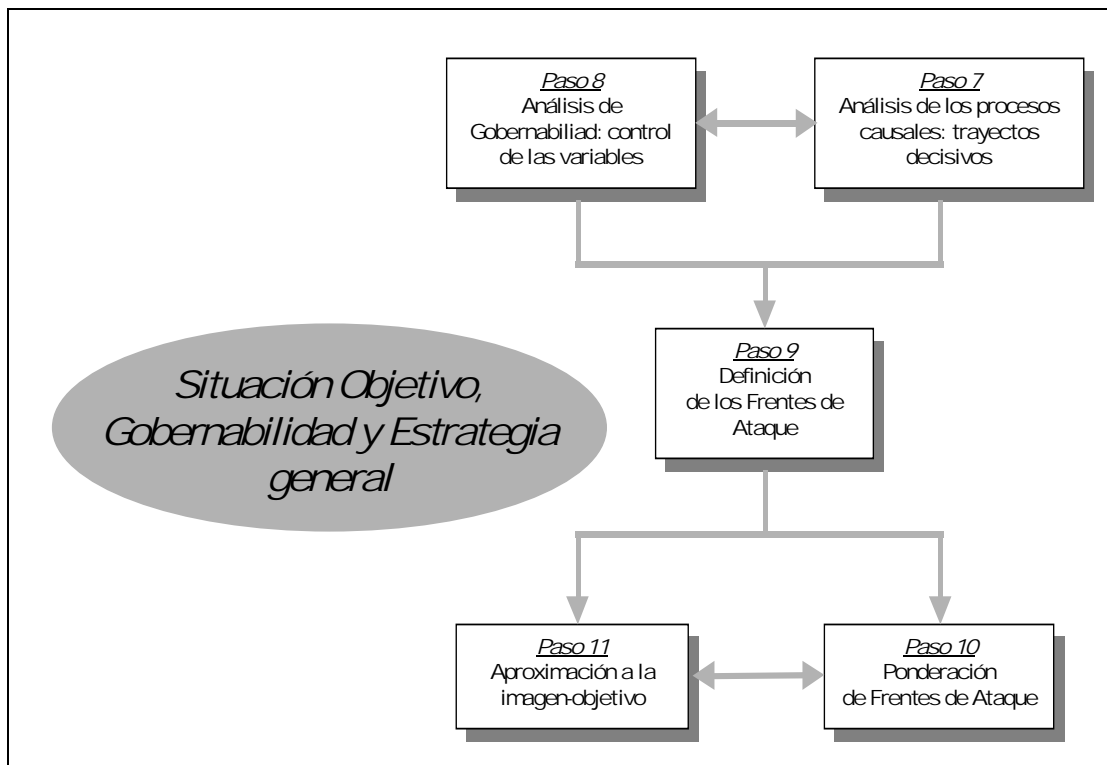 Paso 8
Análisis de
Gobernabiliad: control
de las variables
Paso 7
Análisis de los procesos
causales: trayectos
decisivos
Paso 9
Definición
de los Frentes de
Ataque
Situación Objetivo,
Gobernabilidad y Estrategia
general
Paso 11
Aproximación a la
imagen-objetivo
Paso 10
Ponderación
de Frentes de Ataque